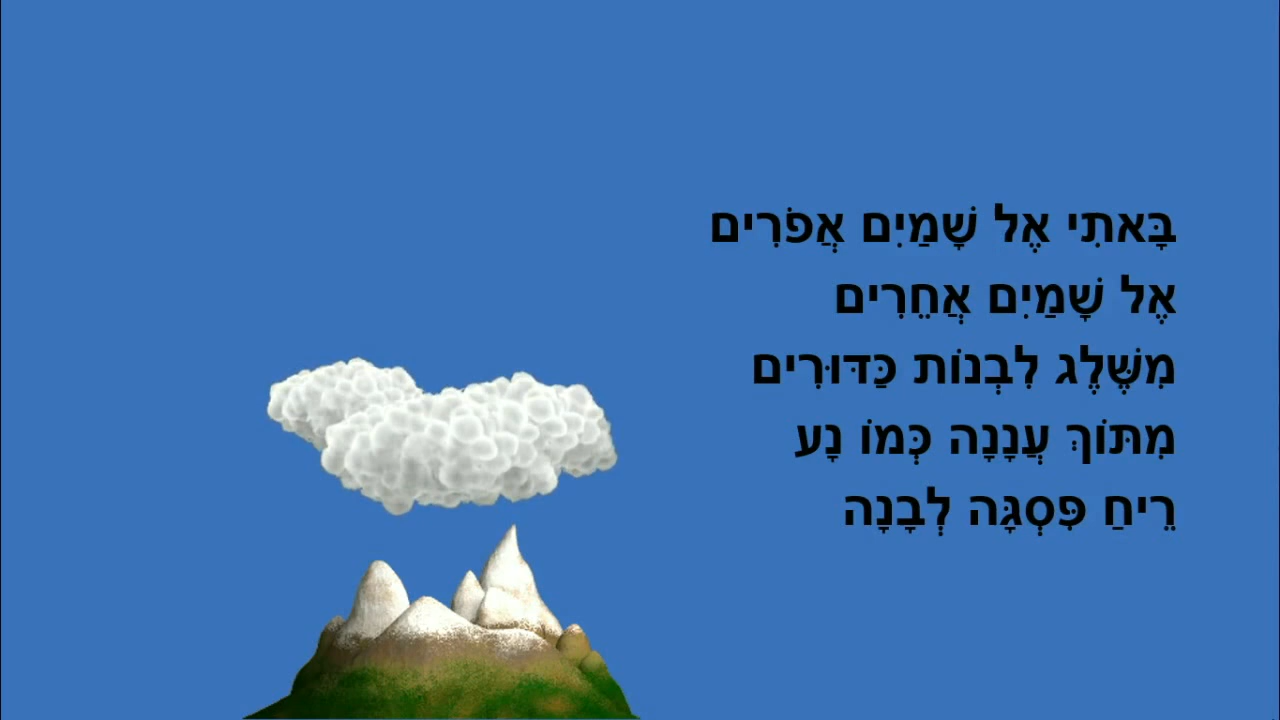 בָּאתִי אֶל שָׁמַיִם אֲפֹרִים
אֶל שָׁמַיִם אֲחֵרִים
מִשֶּׁלֶג לִבְנוֹת כַּדּוּרִים
מִתּוֹךְ עֲנָנָה כְּמוֹ נָע
רֵיחַ פִּסְגָּה לְבָנָה